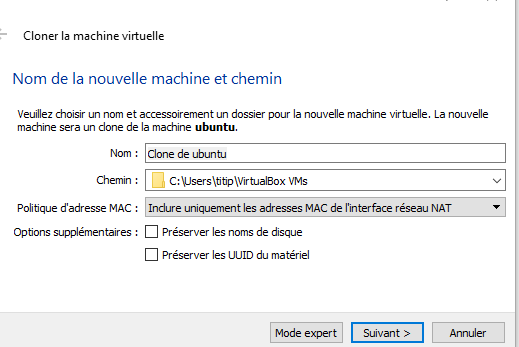 Cloner la machine virtuelle
Nom de la nouvelle machine et chemin
Veuillez choisir un nom et accessoirement un dossier pour la nouvelle machine virtuelle. La nouvelle
machine sera un clone de la machine ubuntu.
Nom : Clone de ubuntu
Chemin : C:\Users\titip\VirtualBox VMs
Politique d'adresse MAC : Inclure uniquement les adresses MAC de l'interface réseau NAT
Options supplémentaires : Préserver les noms de disque
Préserver les UUID du matériel
Mode expert Suivant > Annuler